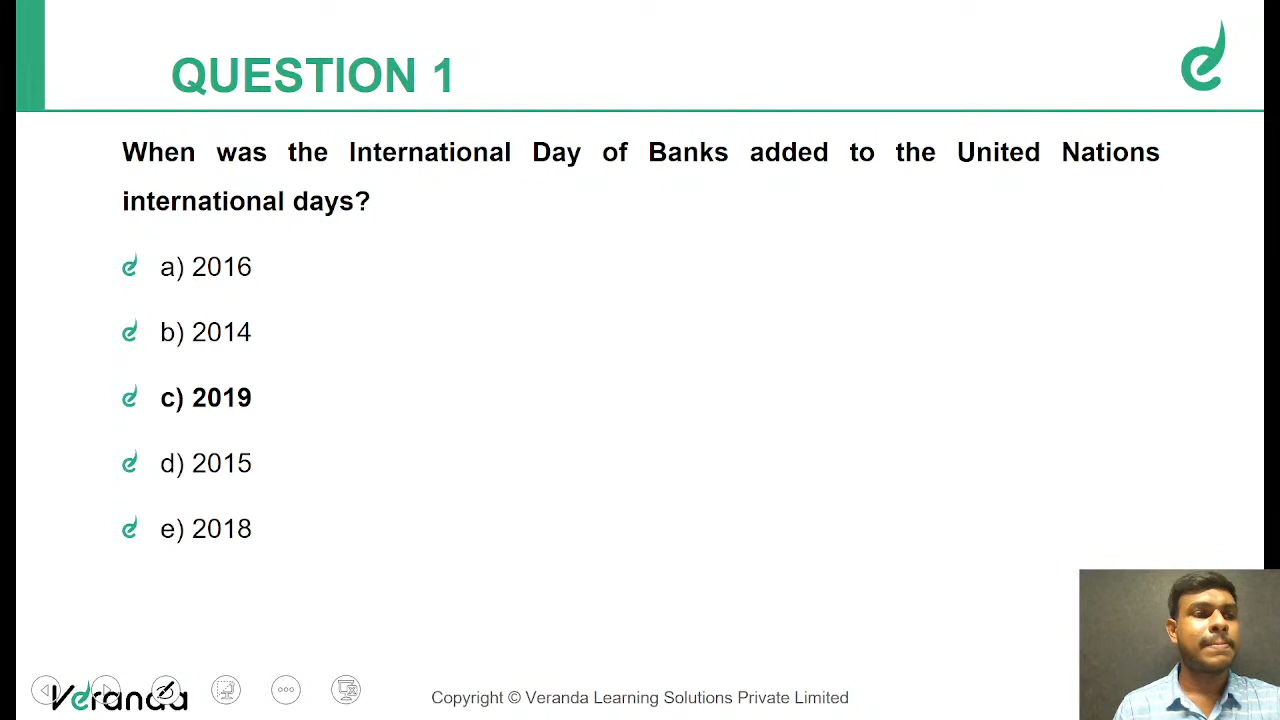 QUESTION 1
When was the International Day of Banks added to the United Nations
international days?
a) 2016
b) 2014
c) 2019
d) 2015
e) 2018
Veranda
Copyright © Veranda Learning Solutions Private Limited